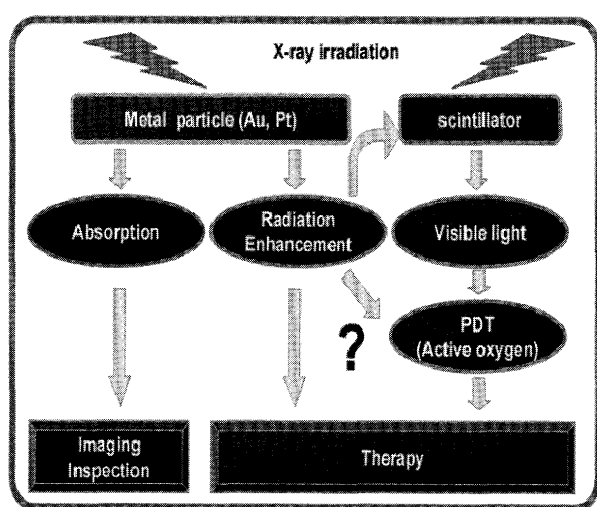 X-ray irradiation
Metal particle (Au, Pt)
scintillator
Absorption
Radiation
Enhancement
Visible light
PDT
(Active oxygen)
?
Imaging
Inspection
Therapy